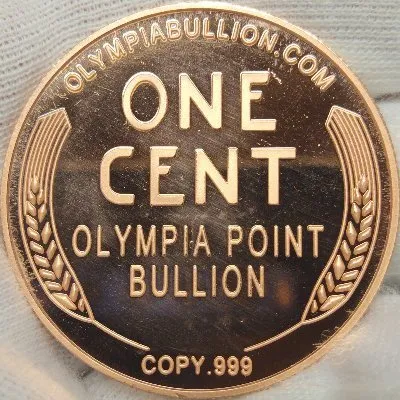 OLYMPIABULLION.COM
ONE
CENT
OLYMPIA POINT
BULLION
COPY.999